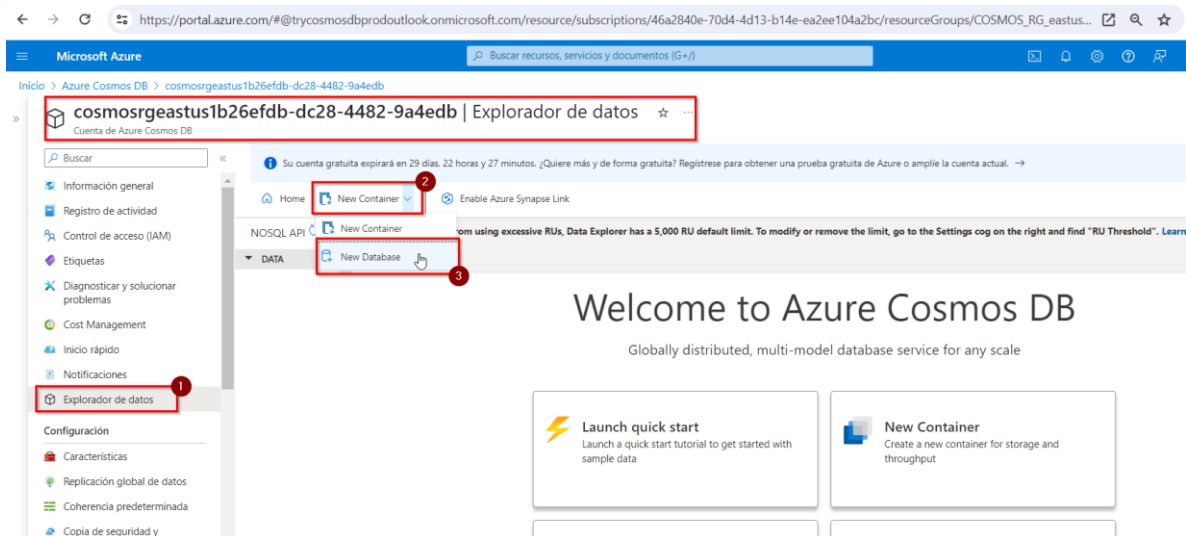 https://portal.azure.com/#@trycosmosdbprodoutlook.onmicrosoft.com/resource/subscriptions/46a2840e-70d4-4d13-b14e-ea2ee104a2bc/resourceGroups/COSMOS_RG_eastus...
Microsoft Azure
Buscar recursos, servicios y documentos (G+/)
Inicio > Azure Cosmos DB > cosmosrgeastus1b26efdb-dc28-4482-9a4edb
cosmosrgeastus1b26efdb-dc28-4482-9a4edb | Explorador de datos
Cuenta de Azure Cosmos DB
Buscar
Información general
Registro de actividad
Control de acceso (IAM)
Etiquetas
Diagnosticar y solucionar
problemas
Cost Management
Inicio rápido
Notificaciones
1
Explorador de datos
Configuración
Características
Replicación global de datos
Coherencia predeterminada
Copia de seguridad y
Su cuenta gratuita expirará en 29 días, 22 horas y 27 minutos. ¿Quiere más y de forma gratuita? Regístrese para obtener una prueba gratuita de Azure o amplíe la cuenta actual. →
2
Home New Container Enable Azure Synapse Link
NOSQL API
New Container
rom using excessive RUs, Data Explorer has a 5,000 RU default limit. To modify or remove the limit, go to the Settings cog on the right and find "RU Threshold". Learn
DATA
New Database
3
Welcome to Azure Cosmos DB
Globally distributed, multi-model database service for any scale
Launch quick start
Launch a quick start tutorial to get started with
sample data
New Container
Create a new container for storage and
throughput